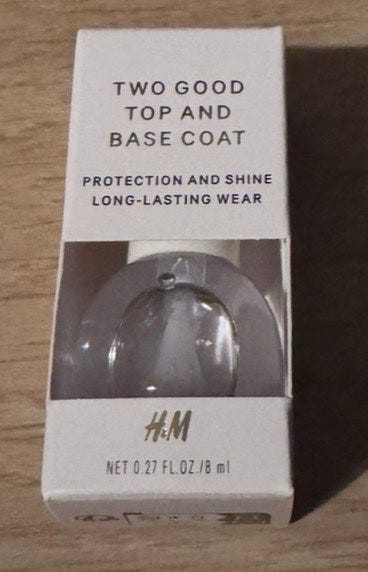 TWO GOOD
TOP AND
BASE COAT
PROTECTION AND SHINE
LONG-LASTING WEAR
H&M
NET 0.27 FL.OZ./8 ml